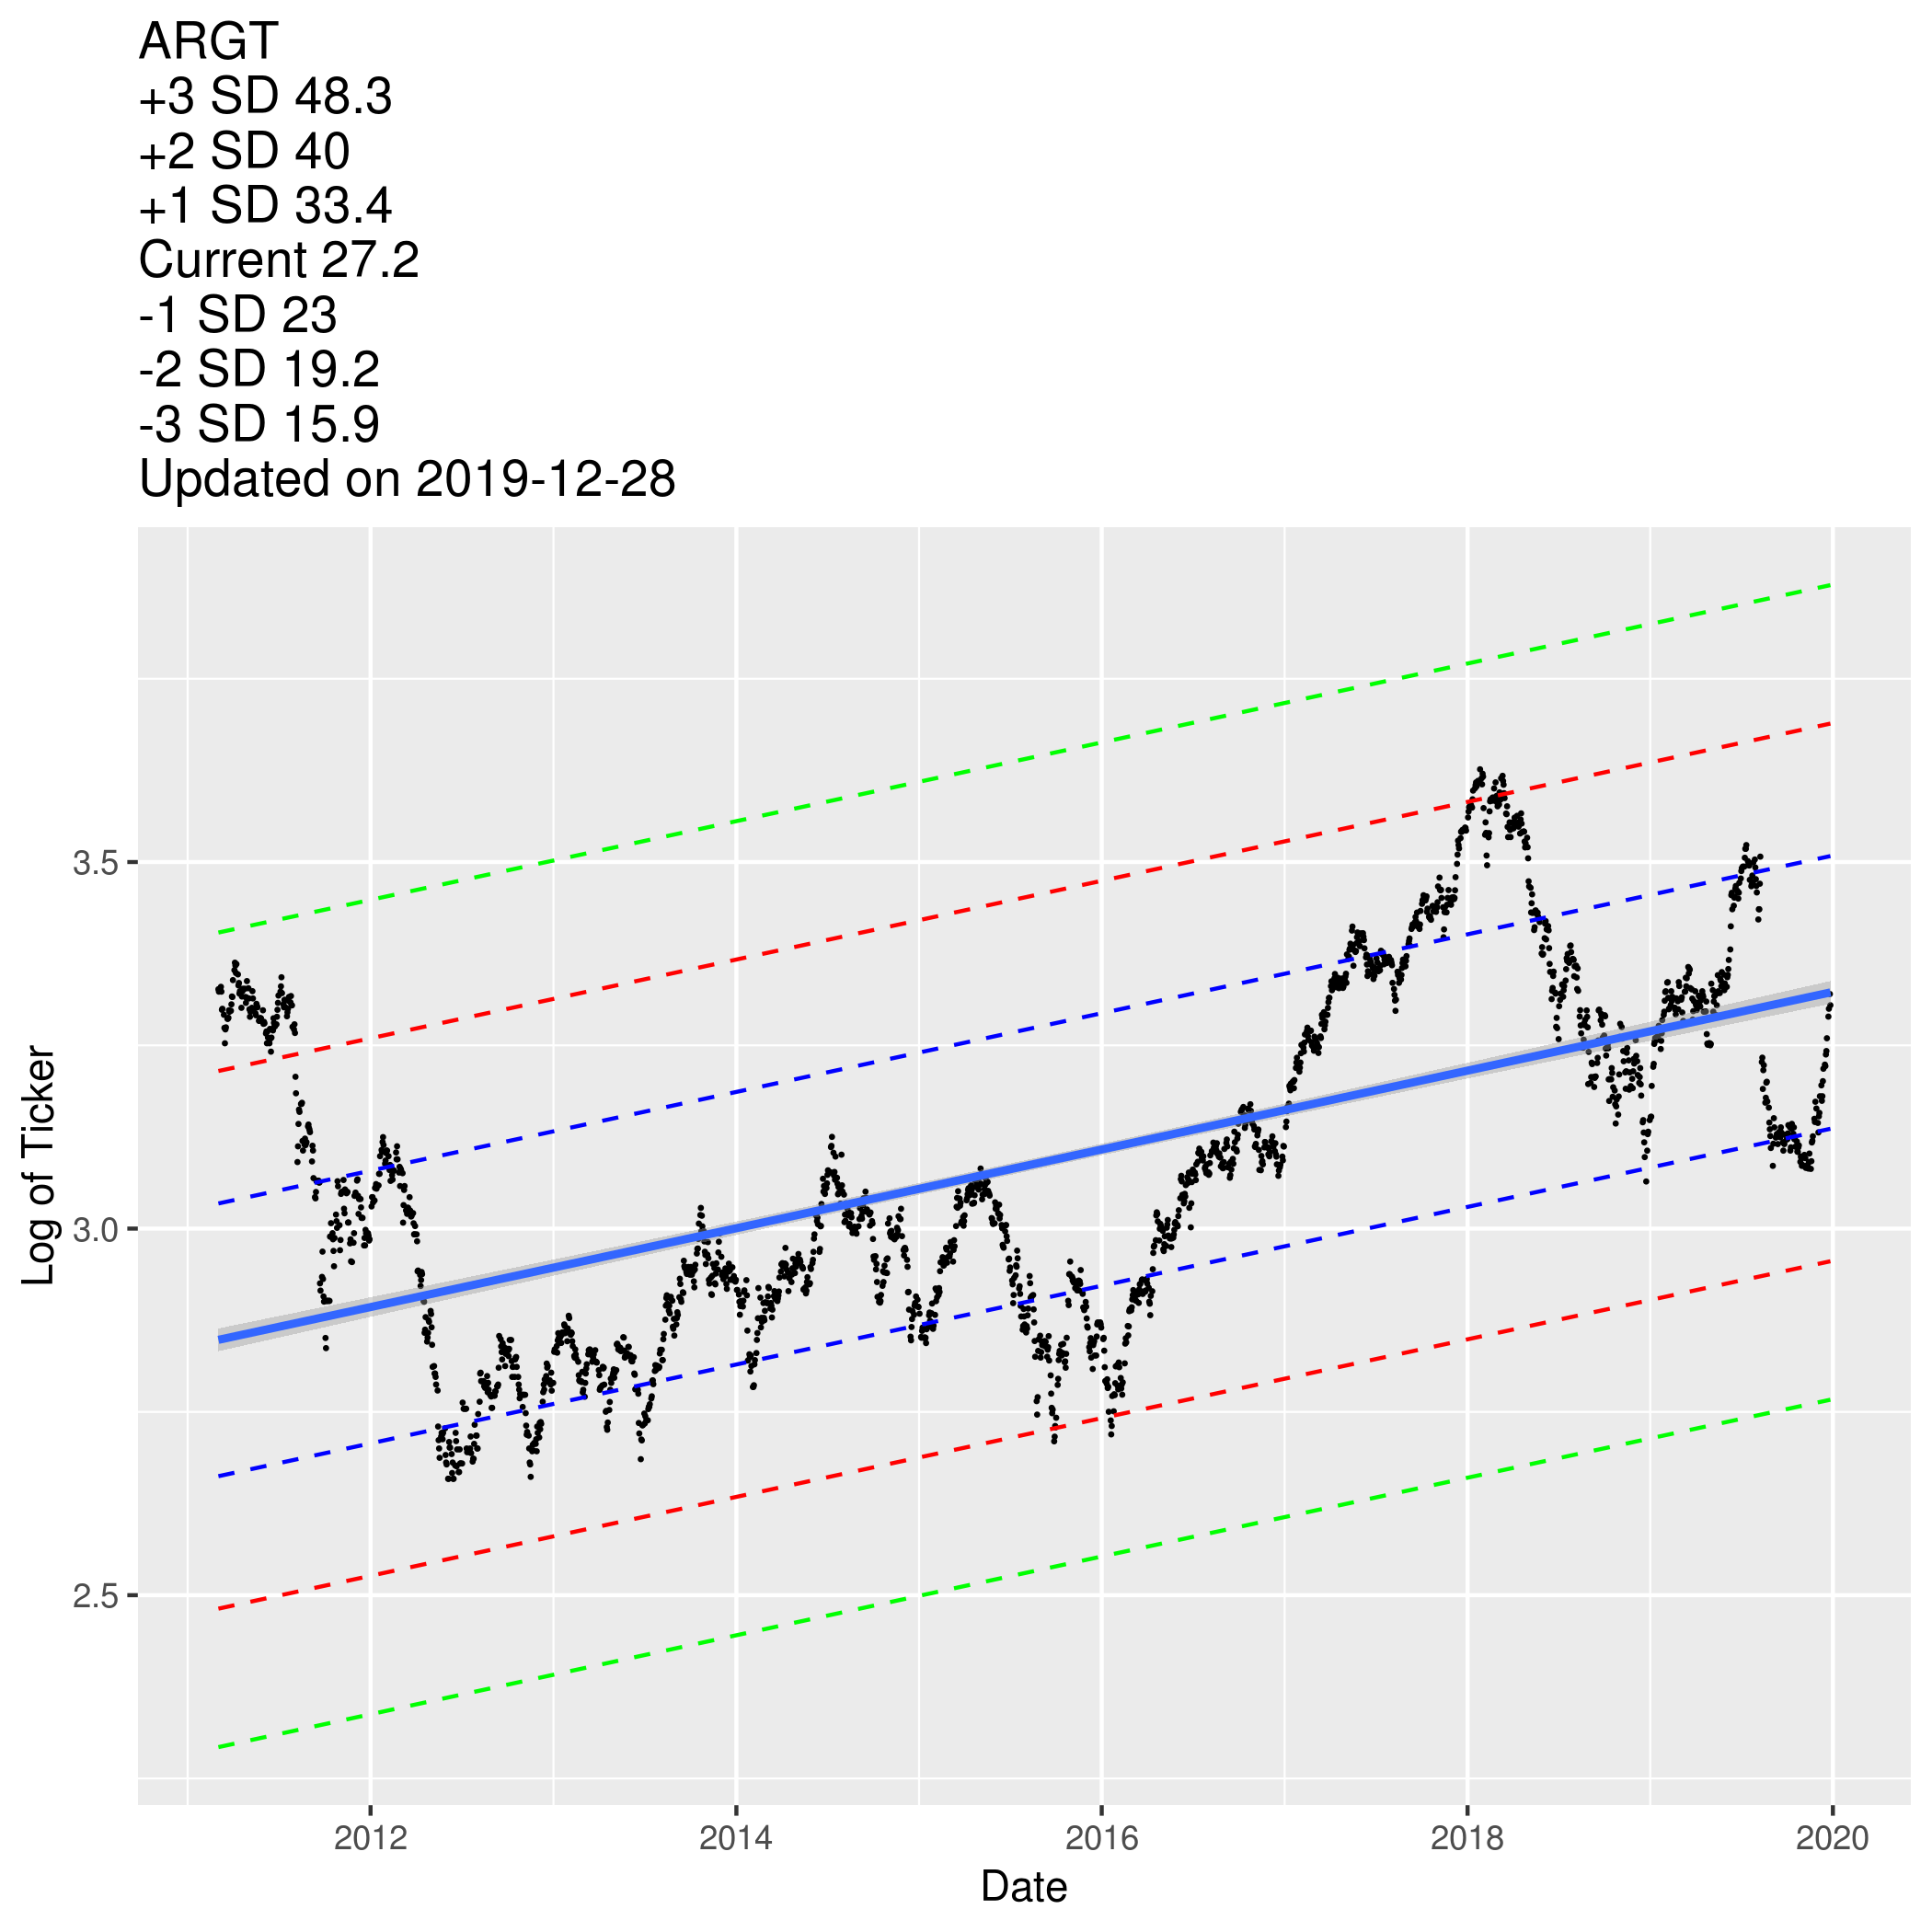 ARGT
+3 SD 48.3
+2 SD 40
+1 SD 33.4
Current 27.2
-1 SD 23
-2 SD 19.2
-3 SD 15.9
Updated on 2019-12-28
3.5
3.0
2.5
Log of Ticker
2012 2014 2016 2018 2020
Date